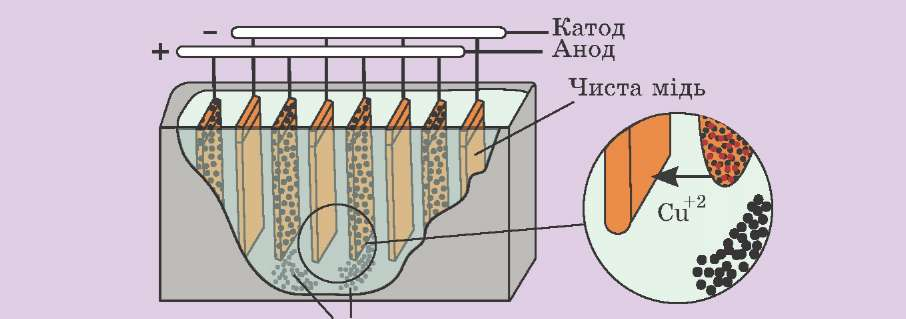 −
Катод
+
Анод
Чиста мідь
Cu+2